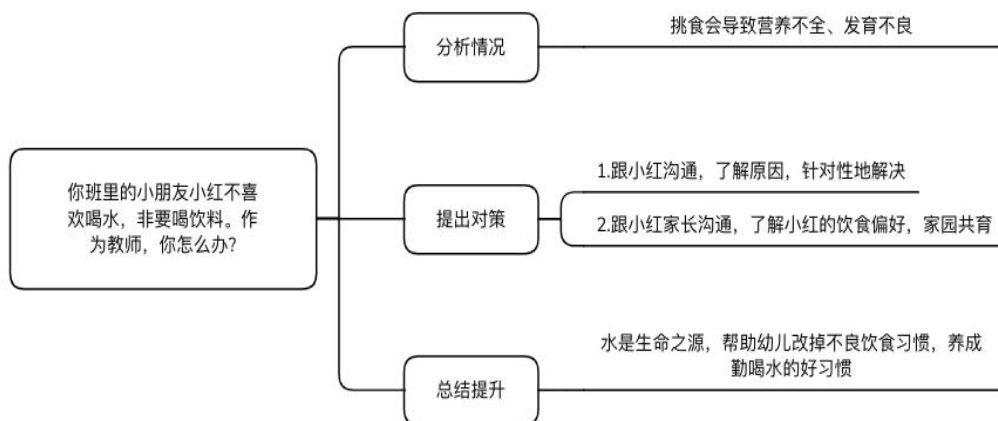 你班里的小朋友小红不喜
欢喝水，非要喝饮料。作
为教师，你怎么办?
分析情况
挑食会导致营养不全、发育不良
提出对策
1.跟小红沟通，了解原因，针对性地解决
2.跟小红家长沟通，了解小红的饮食偏好，家园共育
总结提升
水是生命之源，帮助幼儿改掉不良饮食习惯，养成
勤喝水的好习惯